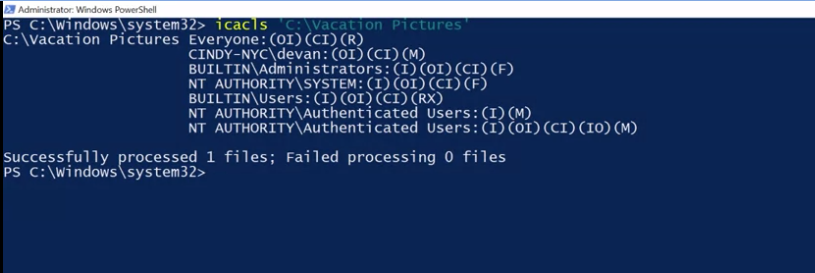 Administrator: Windows PowerShell
PS C:\Windows\system32> icacls 'C:\Vacation Pictures'
C:\Vacation Pictures Everyone:(OI)(CI)(R)
                     CINDY-NYC\devan:(OI)(CI)(M)
                     BUILTIN\Administrators:(I)(OI)(CI)(F)
                     NT AUTHORITY\SYSTEM:(I)(OI)(CI)(F)
                     BUILTIN\Users:(I)(OI)(CI)(RX)
                     NT AUTHORITY\Authenticated Users:(I)(M)
                     NT AUTHORITY\Authenticated Users:(I)(OI)(CI)(IO)(M)

Successfully processed 1 files; Failed processing 0 files
PS C:\Windows\system32>